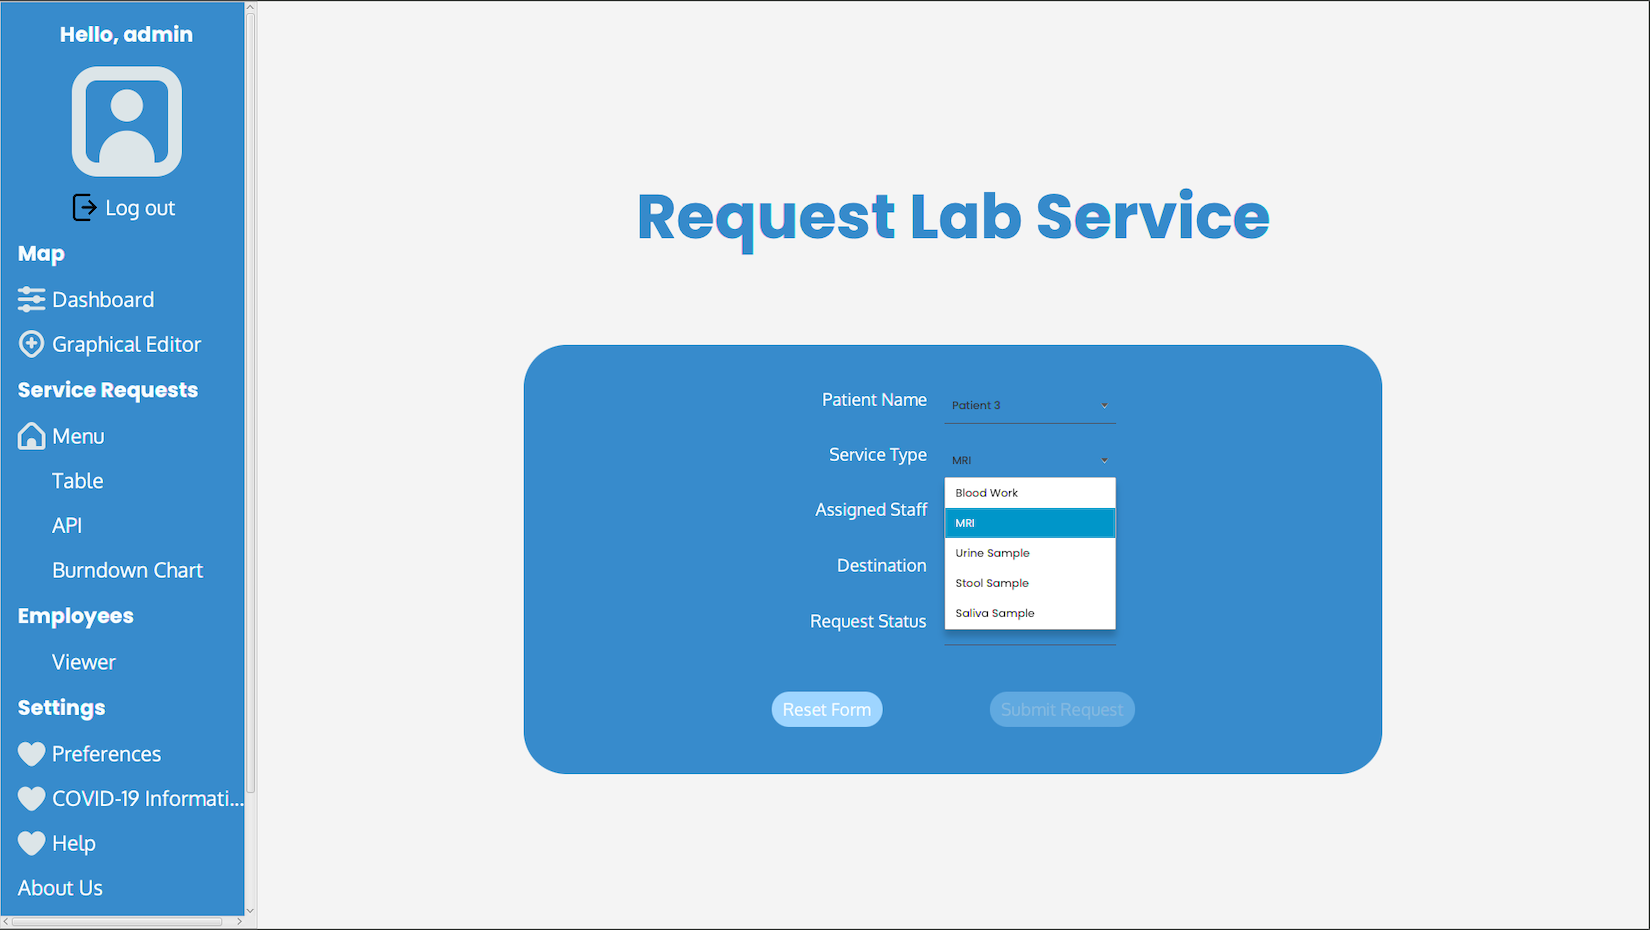 Hello, admin
Log out
Map
Dashboard
Graphical Editor
Service Requests
Menu
Table
API
Burndown Chart
Employees
Viewer
Settings
Preferences
COVID-19 Informati...
Help
About Us
Request Lab Service
Patient Name Patient 3
Service Type MRI
Assigned Staff
Destination
Request Status
Blood Work
MRI
Urine Sample
Stool Sample
Saliva Sample
Reset Form Submit Request